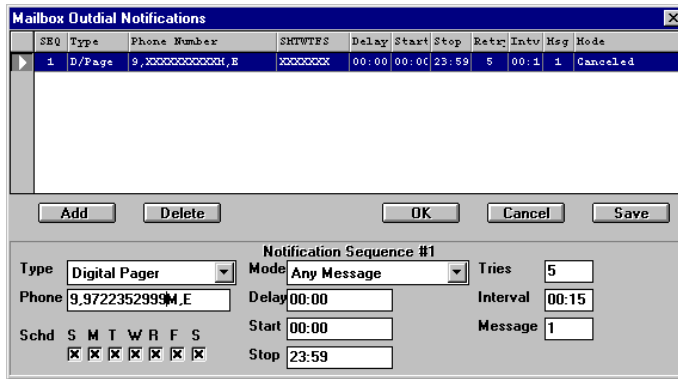 Mailbox Outdial Notifications
SEQ Type Phone Number SMTWTFS Delay Start Stop Retry Intv Msg Mode
1 D/Page 9,XXXXXXXXXXM,E XXXXXXX 00:00 00:00 23:59 5 00:1 1 Canceled
Add Delete OK Cancel Save
Notification Sequence #1
Type Digital Pager Mode Any Message Tries 5
Phone 9,9722352999M,E Delay 00:00 Interval 00:15
Schd S M T W R F S Start 00:00 Message 1
Stop 23:59